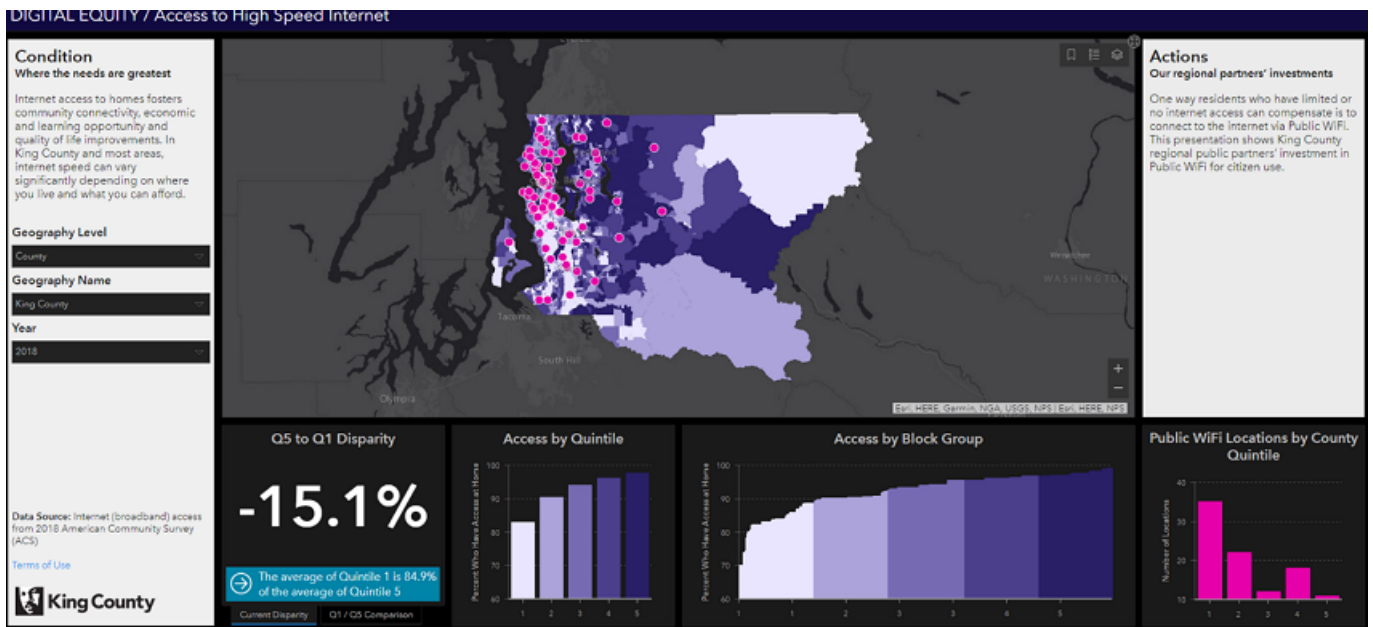 DIGITAL EQUITY / Access to High Speed Internet
Condition
Where the needs are greatest
Internet access to homes fosters
community connectivity, economic
and learning opportunity and
quality of life improvements. In
King County and most areas,
internet speed can vary
significantly depending on where
you live and what you can afford.
Geography Level
County
Geography Name
King County
Year
2018
Data Source: Internet (broadband) access
from 2018 American Community Survey
(ACS)
Terms of Use
King County
Tacoma
South Hill
Olympia
Wenatchee
WASHINGTON
+
−
Esri, HERE, Garmin, NGA, USGS, NPS | Esri, HERE, NPS
Actions
Our regional partners' investments
One way residents who have limited or
no internet access can compensate is to
connect to the internet via Public WiFi.
This presentation shows King County
regional public partners' investment in
Public WiFi for citizen use.
Q5 to Q1 Disparity
-15.1%
The average of Quintile 1 is 84.9%
of the average of Quintile 5
Current Disparity
Q1 / Q5 Comparison
Access by Quintile
Percent Who Have Access at Home
100
90
80
70
60
1 2 3 4 5
Access by Block Group
Percent Who Have Access at Home
100
90
80
70
60
1 2 3 3 4 5
Public WiFi Locations by County
Quintile
Number of Locations
40
30
20
10
1 2 3 4 5